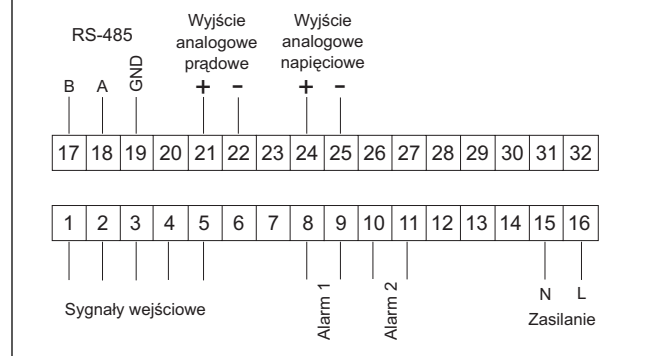 RS-485
Wyjście
analogowe
prądowe
Wyjście
analogowe
napięciowe
B A GND + - + -
17 18 19 20 21 22 23 24 25 26 27 28 29 30 31 32
1 2 3 4 5 6 7 8 9 10 11 12 13 14 15 16
Sygnały wejściowe
Alarm 1
Alarm 2
N L
Zasilanie